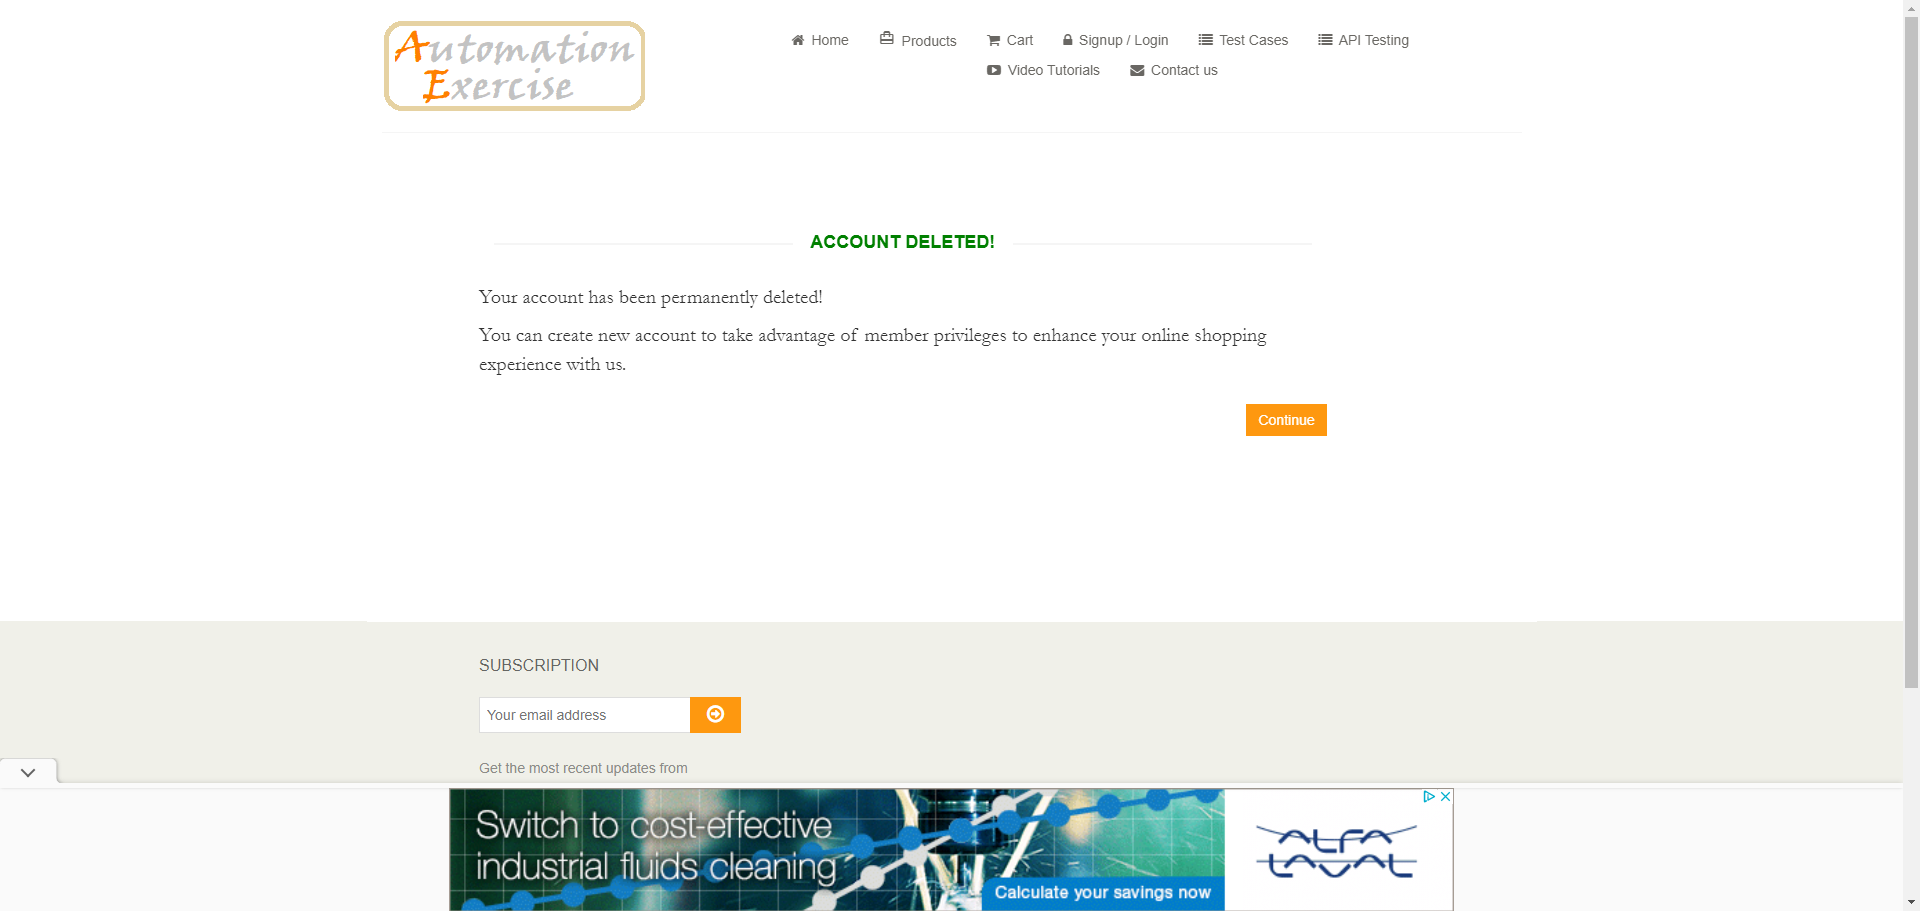 Automation
Exercise
Home
Products
Cart
Signup / Login
Test Cases
API Testing
Video Tutorials
Contact us
ACCOUNT DELETED!
Your account has been permanently deleted!
You can create new account to take advantage of member privileges to enhance your online shopping
experience with us.
Continue
SUBSCRIPTION
Your email address
Get the most recent updates from
Switch to cost-effective
industrial fluids cleaning
Calculate your savings now
ALFA
LAVAL